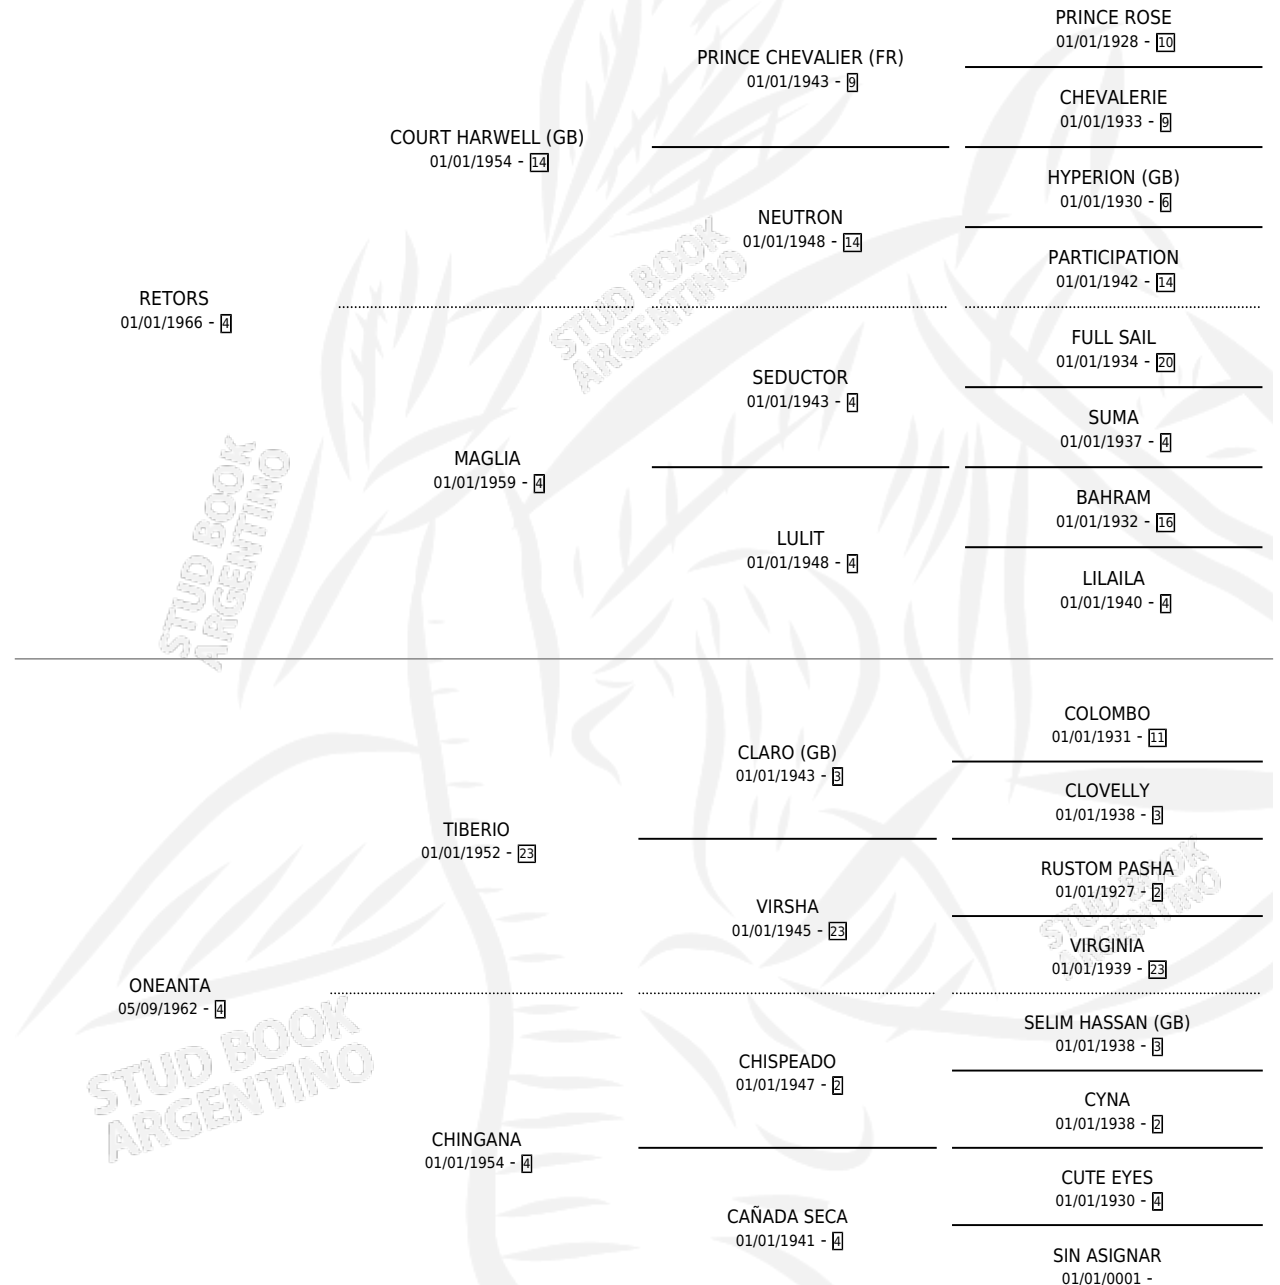 PRINCE ROSE
01/01/1928 - 10
PRINCE CHEVALIER (FR)
01/01/1943 - 9
CHEVALERIE
01/01/1933 - 9
COURT HARWELL (GB)
01/01/1954 - 14
HYPERION (GB)
01/01/1930 - 6
NEUTRON
01/01/1948 - 14
PARTICIPATION
01/01/1942 - 14
RETORS
01/01/1966 - 4
FULL SAIL
01/01/1934 - 20
SEDUCTOR
01/01/1943 - 4
SUMA
01/01/1937 - 4
MAGLIA
01/01/1959 - 4
BAHRAM
01/01/1932 - 16
LULIT
01/01/1948 - 4
LILAILA
01/01/1940 - 4
COLOMBO
01/01/1931 - 11
CLARO (GB)
01/01/1943 - 3
CLOVELLY
01/01/1938 - 3
TIBERIO
01/01/1952 - 23
RUSTOM PASHA
01/01/1927 - 2
VIRSHA
01/01/1945 - 23
VIRGINIA
01/01/1939 - 23
ONEANTA
05/09/1962 - 4
SELIM HASSAN (GB)
01/01/1938 - 3
CHISPEADO
01/01/1947 - 2
CYNA
01/01/1938 - 2
CHINGANA
01/01/1954 - 4
CUTE EYES
01/01/1930 - 4
CAÑADA SECA
01/01/1941 - 4
SIN ASIGNAR
01/01/0001 -
STUD BOOK
ARGENTINO
STUD BOOK
ARGENTINO
STUD BOOK
ARGENTINO
STUD BOOK
ARGENTINO